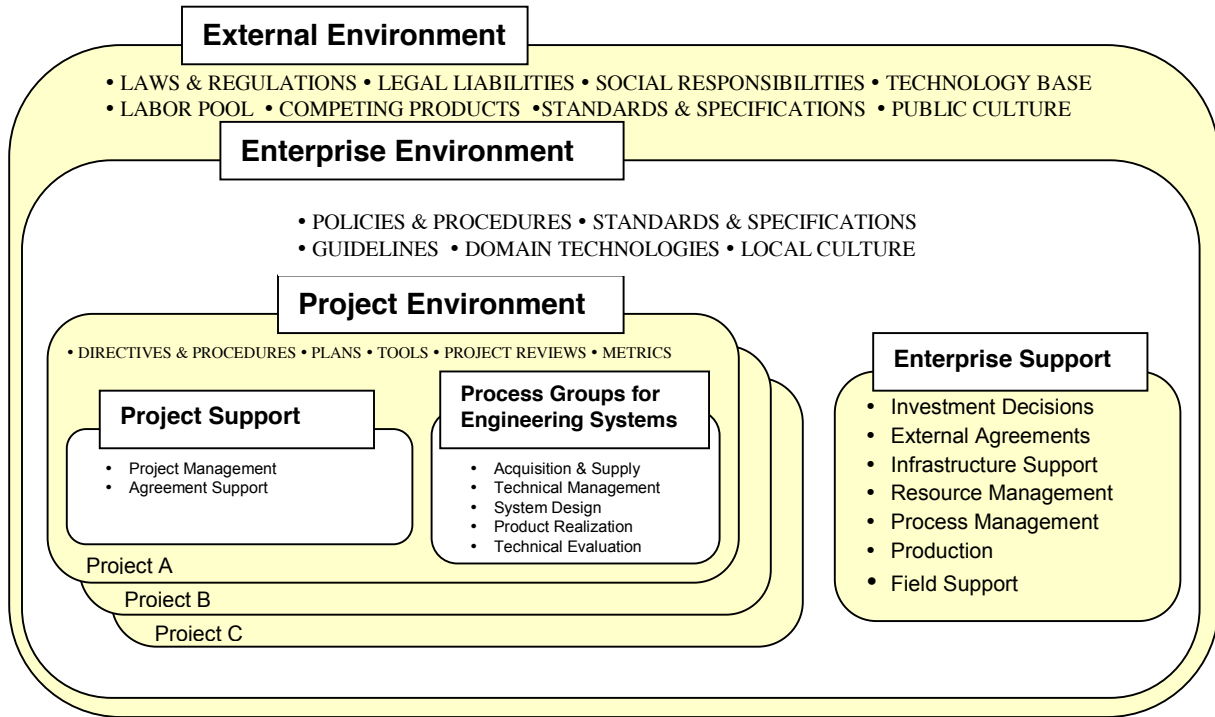 External Environment
• LAWS & REGULATIONS • LEGAL LIABILITIES • SOCIAL RESPONSIBILITIES • TECHNOLOGY BASE
• LABOR POOL • COMPETING PRODUCTS •STANDARDS & SPECIFICATIONS • PUBLIC CULTURE
Enterprise Environment
• POLICIES & PROCEDURES • STANDARDS & SPECIFICATIONS
• GUIDELINES • DOMAIN TECHNOLOGIES • LOCAL CULTURE
Project Environment
• DIRECTIVES & PROCEDURES • PLANS • TOOLS • PROJECT REVIEWS • METRICS
Project Support
• Project Management
• Agreement Support
Process Groups for
Engineering Systems
• Acquisition & Supply
• Technical Management
• System Design
• Product Realization
• Technical Evaluation
Project A
Project B
Project C
Enterprise Support
• Investment Decisions
• External Agreements
• Infrastructure Support
• Resource Management
• Process Management
• Production
• Field Support